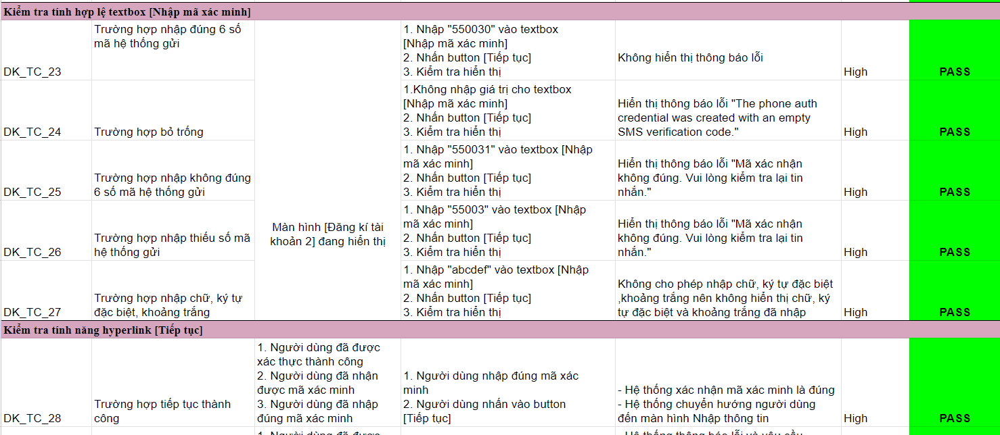 Kiểm tra tính hợp lệ textbox [Nhập mã xác minh]
DK_TC_23
Trường hợp nhập đúng 6 số
mã hệ thống gửi
Màn hình [Đăng kí tài
khoản 2] đang hiển thị
1. Nhập "550030" vào textbox
[Nhập mã xác minh]
2. Nhấn button [Tiếp tục]
3. Kiểm tra hiển thị
Không hiển thị thông báo lỗi
High
PASS
DK_TC_24
Trường hợp bỏ trống
1.Không nhập giá trị cho textbox
[Nhập mã xác minh]
2. Nhấn button [Tiếp tục]
3. Kiểm tra hiển thị
Hiển thị thông báo lỗi "The phone auth
credential was created with an empty
SMS verification code."
High
PASS
DK_TC_25
Trường hợp nhập không đúng
6 số mã hệ thống gửi
1. Nhập "550031" vào textbox [Nhập
mã xác minh]
2. Nhấn button [Tiếp tục]
3. Kiểm tra hiển thị
Hiển thị thông báo lỗi "Mã xác nhận
không đúng. Vui lòng kiểm tra lại tin
nhắn."
High
PASS
DK_TC_26
Trường hợp nhập thiếu số mã
hệ thống gửi
1. Nhập "55003" vào textbox [Nhập
mã xác minh]
2. Nhấn button [Tiếp tục]
3. Kiểm tra hiển thị
Hiển thị thông báo lỗi "Mã xác nhận
không đúng. Vui lòng kiểm tra lại tin
nhắn."
High
PASS
DK_TC_27
Trường hợp nhập chữ, ký tự
đặc biệt, khoảng trắng
1. Nhập "abcdef" vào textbox [Nhập
mã xác minh]
2. Nhấn button [Tiếp tục]
3. Kiểm tra hiển thị
Không cho phép nhập chữ, ký tự đặc biệt
,khoảng trắng nên không hiển thị chữ, ký
tự đặc biệt và khoảng trắng đã nhập
High
PASS
Kiểm tra tính năng hyperlink [Tiếp tục]
DK_TC_28
Trường hợp tiếp tục thành
công
1. Người dùng đã được
xác thực thành công
2. Người dùng đã nhận
được mã xác minh
3. Người dùng đã nhập
đúng mã xác minh
1. Người dùng nhập đúng mã xác
minh
2. Người dùng nhấn vào button
[Tiếp tục]
- Hệ thống xác nhận mã xác minh là đúng
- Hệ thống chuyển hướng người dùng
đến màn hình Nhập thông tin
High
PASS
1. Người dùng đã được
- Hệ thống thông báo lỗi và yêu cầu